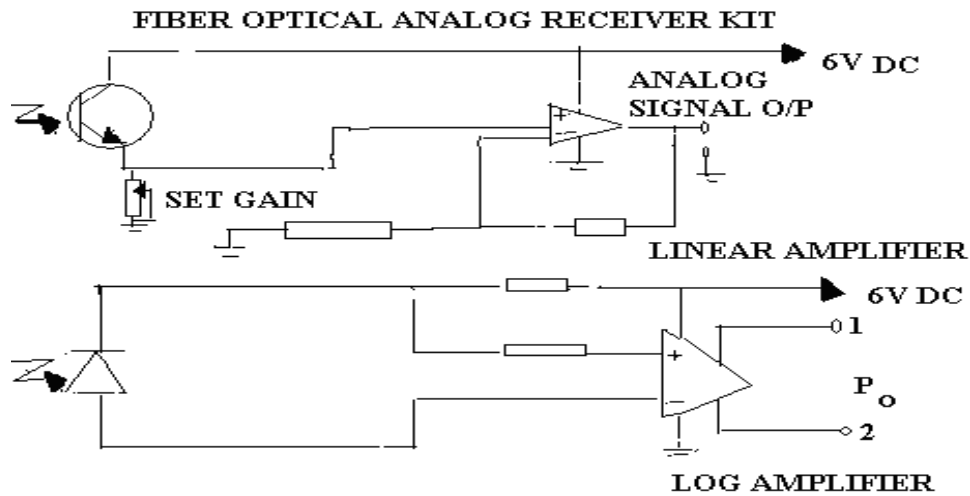 FIBER OPTICAL ANALOG RECEIVER KIT
6V DC
ANALOG
SIGNAL O/P
+
−
SET GAIN
LINEAR AMPLIFIER
6V DC
1
+
−
P O
2
LOG AMPLIFIER